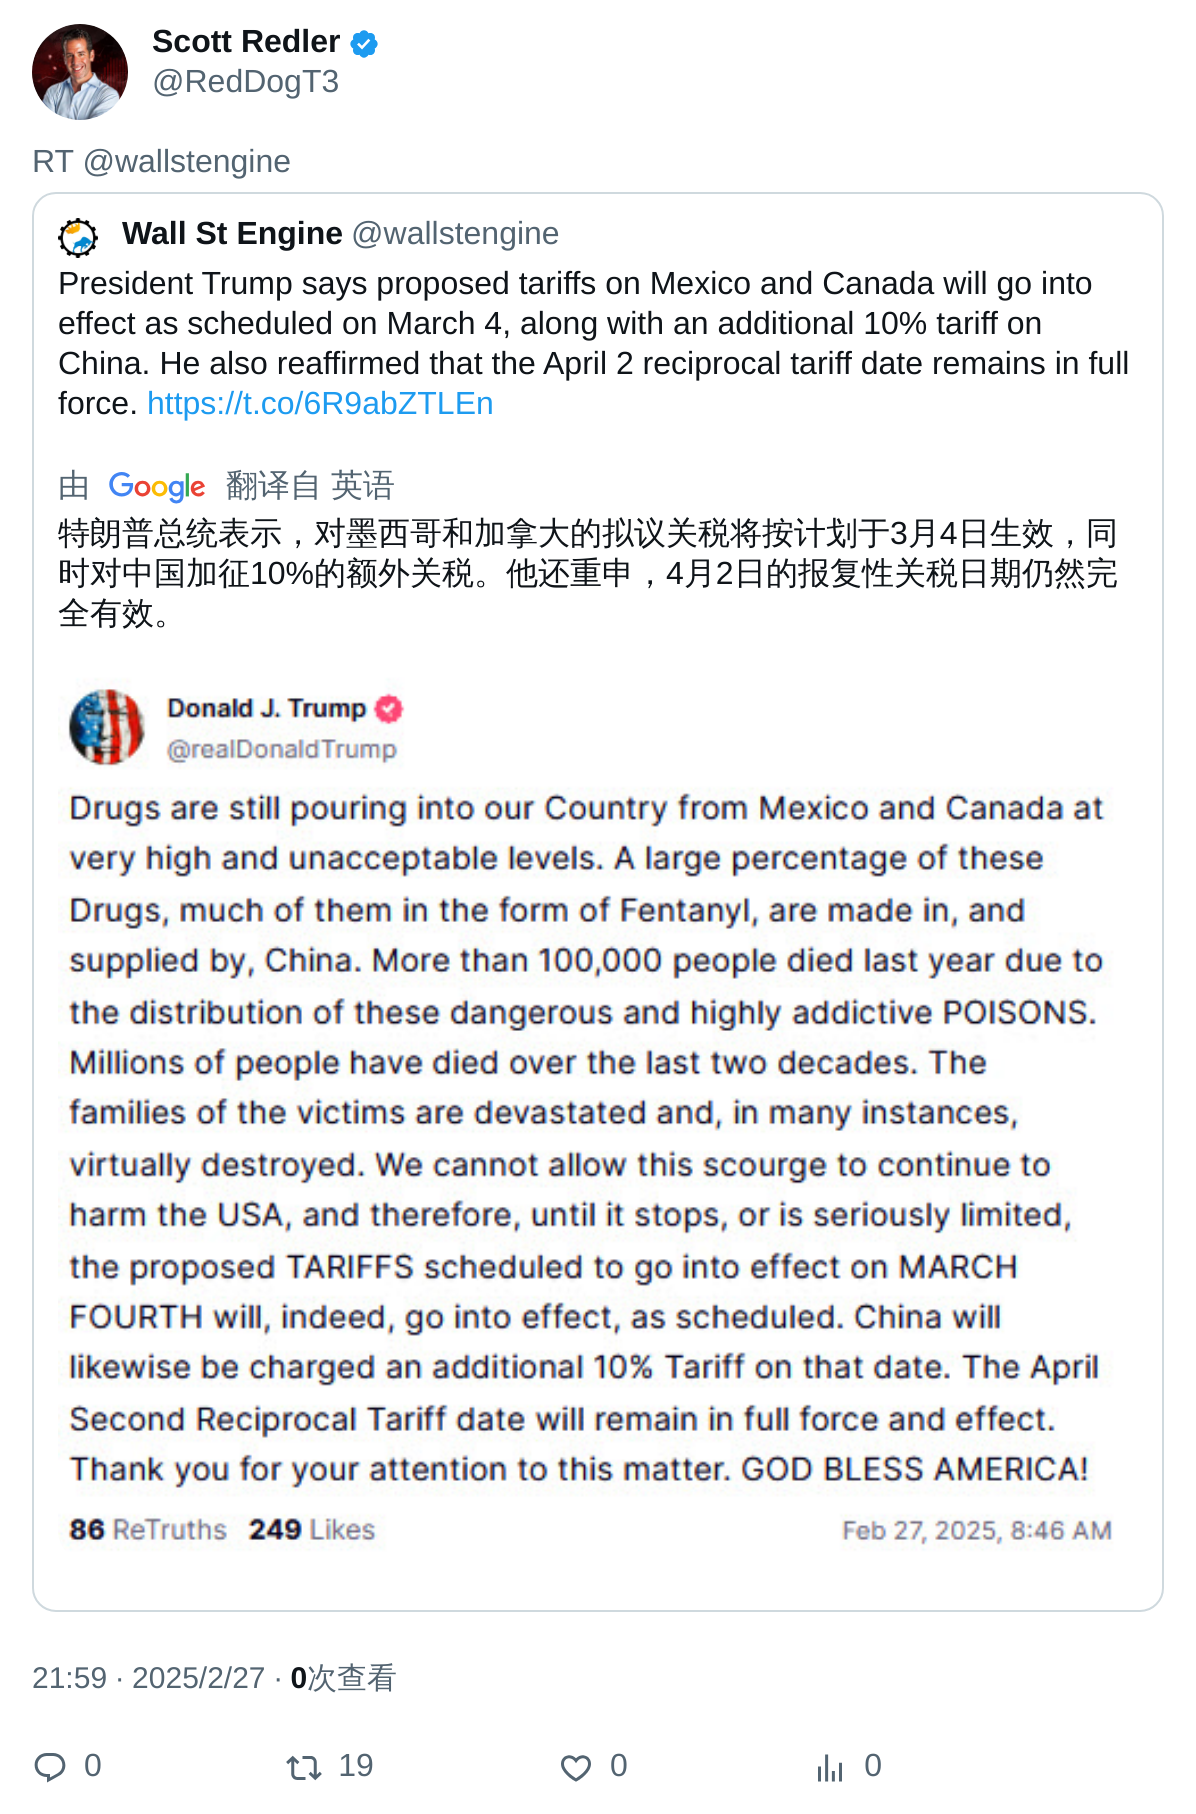 Scott Redler
@RedDogT3
RT @wallstengine
Wall St Engine @wallstengine
President Trump says proposed tariffs on Mexico and Canada will go into
effect as scheduled on March 4, along with an additional 10% tariff on
China. He also reaffirmed that the April 2 reciprocal tariff date remains in full
force. https://t.co/6R9abZTLEn
由 Google 翻译自 英语
特朗普总统表示，对墨西哥和加拿大的拟议关税将按计划于3月4日生效，同
时对中国加征10%的额外关税。他还重申，4月2日的报复性关税日期仍然完
全有效。
Donald J. Trump
@realDonaldTrump
Drugs are still pouring into our Country from Mexico and Canada at
very high and unacceptable levels. A large percentage of these
Drugs, much of them in the form of Fentanyl, are made in, and
supplied by, China. More than 100,000 people died last year due to
the distribution of these dangerous and highly addictive POISONS.
Millions of people have died over the last two decades. The
families of the victims are devastated and, in many instances,
virtually destroyed. We cannot allow this scourge to continue to
harm the USA, and therefore, until it stops, or is seriously limited,
the proposed TARIFFS scheduled to go into effect on MARCH
FOURTH will, indeed, go into effect, as scheduled. China will
likewise be charged an additional 10% Tariff on that date. The April
Second Reciprocal Tariff date will remain in full force and effect.
Thank you for your attention to this matter. GOD BLESS AMERICA!
86 ReTruths 249 Likes Feb 27, 2025, 8:46 AM
21:59 · 2025/2/27 · 0次查看
0 19 0 0